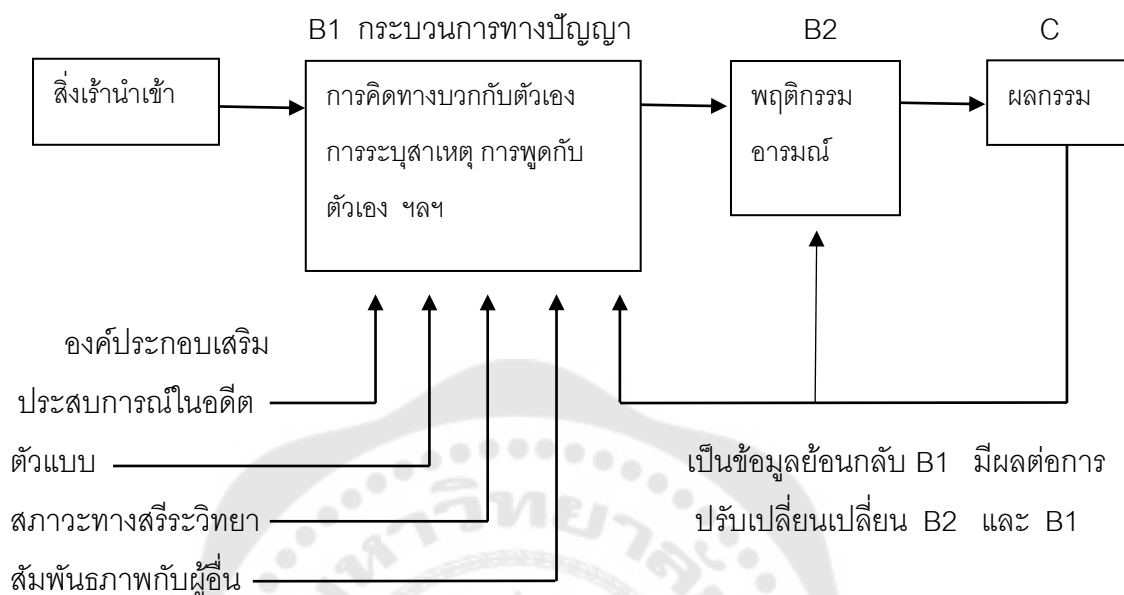 B1 กระบวนการทางปัญญา B2 C
สิ่งเร้านำเข้า
การคิดทางบวกกับตัวเอง
การระบุสาเหตุ การพูดกับ
ตัวเอง ฯลฯ
พฤติกรรม
อารมณ์
ผลกรรม
องค์ประกอบเสริม
ประสบการณ์ในอดีต
ตัวแบบ
สภาวะทางสรีระวิทยา
สัมพันธภาพกับผู้อื่น
เป็นข้อมูลย้อนกลับ B1 มีผลต่อการ
ปรับเปลี่ยนเปลี่ยน B2 และ B1